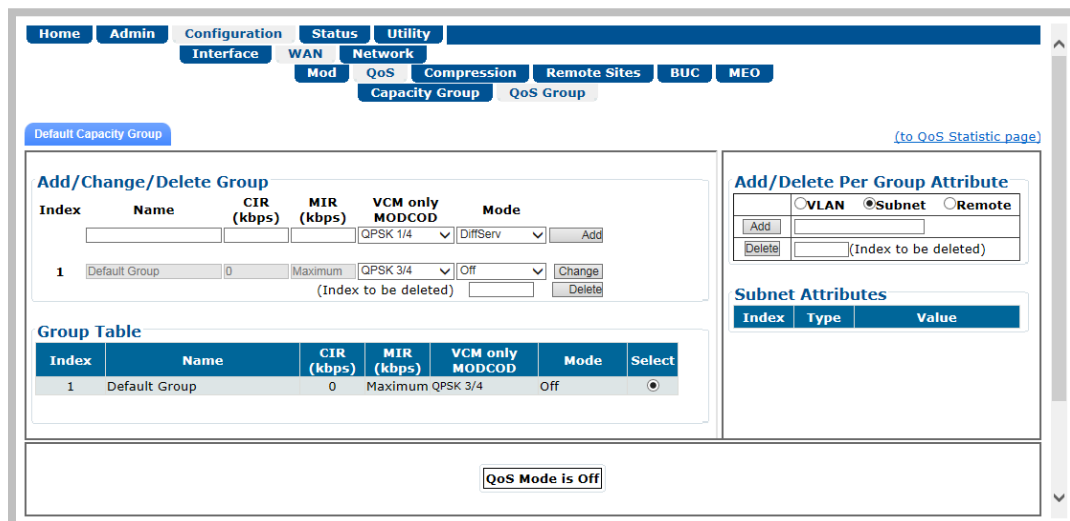 Home Admin Configuration Status Utility
Interface WAN Network
Mod QoS Compression Remote Sites BUC MEO
Capacity Group QoS Group
Default Capacity Group
(to QoS Statistic page)
Add/Change/Delete Group
Index Name CIR (kbps) MIR (kbps) VCM only MODCOD Mode
QPSK 1/4 DiffServ Add
1 Default Group 0 Maximum QPSK 3/4 Off Change
(Index to be deleted) Delete
Group Table
Index Name CIR (kbps) MIR (kbps) VCM only MODCOD Mode Select
1 Default Group 0 Maximum QPSK 3/4 Off
Add/Delete Per Group Attribute
VLAN Subnet Remote
Add
Delete (Index to be deleted)
Subnet Attributes
Index Type Value
QoS Mode is Off